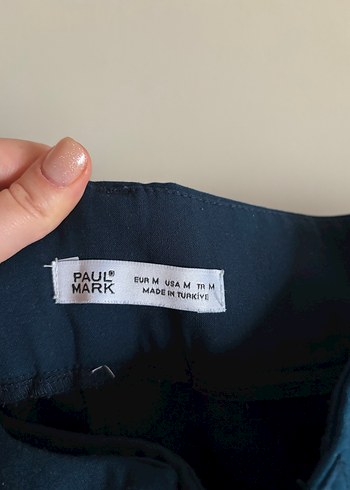 PAUL®
MARK
EUR M USA M TR M
MADE IN TÜRKİYE